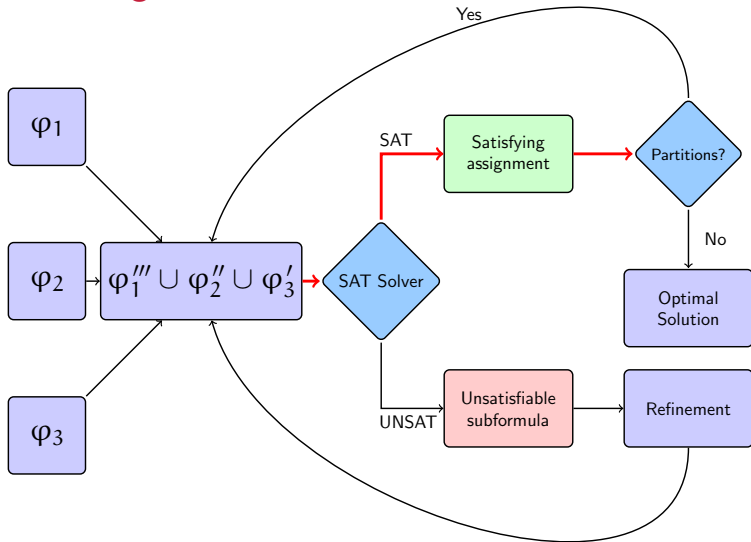 Yes
φ1
SAT
Satisfying
assignment
Partitions?
No
φ2
φ1′′′ ∪ φ2′′ ∪ φ3′
SAT Solver
Optimal
Solution
φ3
UNSAT
Unsatisfiable
subformula
Refinement